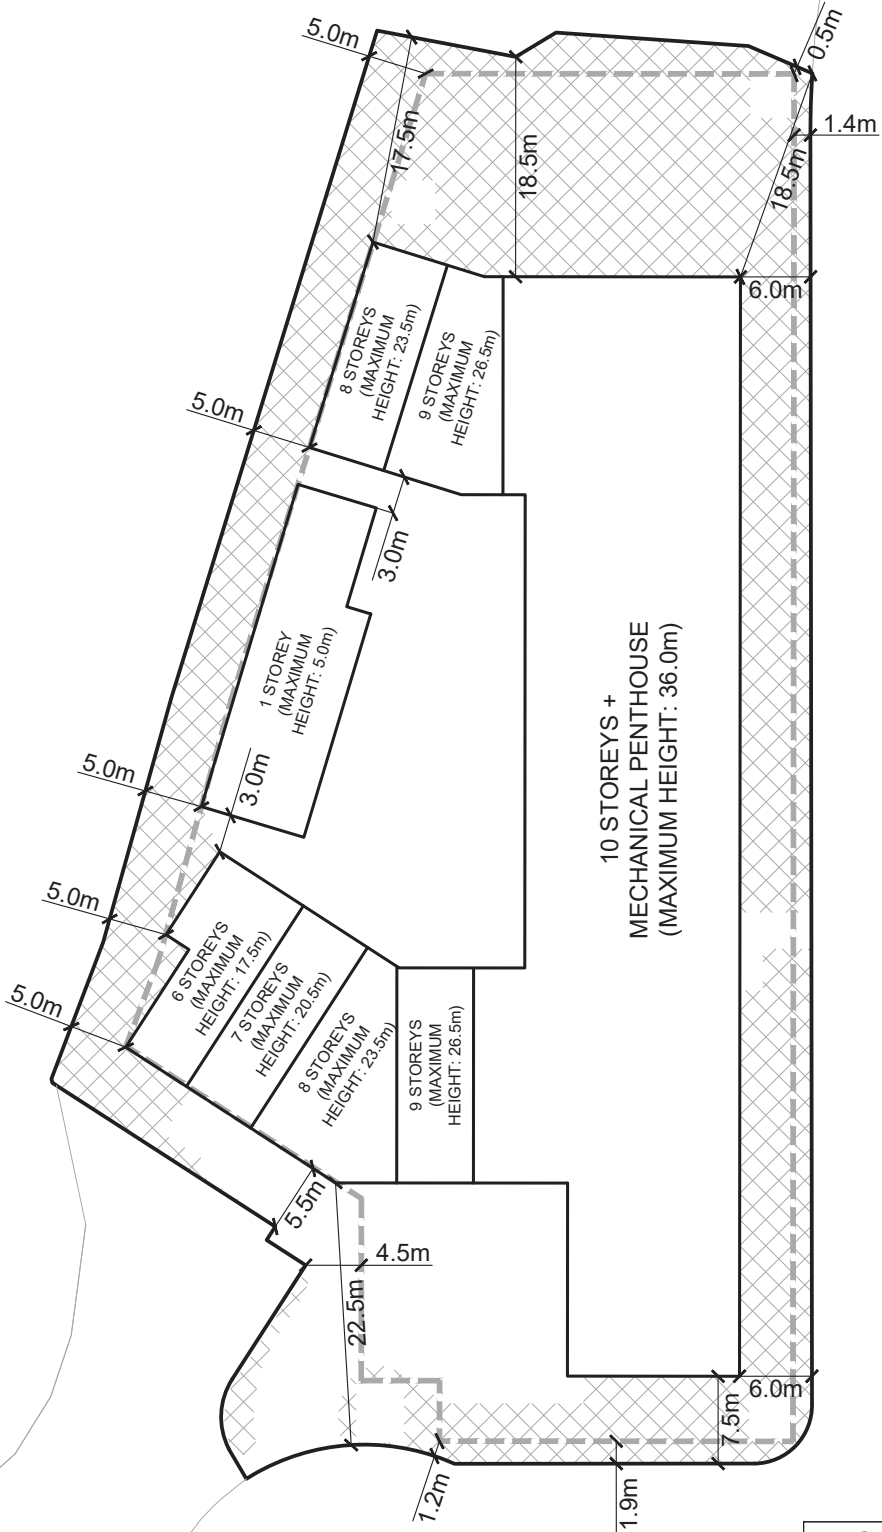 5.0m
0.5m
17.5m
18.5m
18.5m
1.4m
6.0m
8 STOREYS
(MAXIMUM
HEIGHT: 23.5m)
9 STOREYS
(MAXIMUM
HEIGHT: 26.5m)
5.0m
3.0m
1 STOREY
(MAXIMUM
HEIGHT: 5.0m)
10 STOREYS +
MECHANICAL PENTHOUSE
(MAXIMUM HEIGHT: 36.0m)
5.0m
3.0m
5.0m
6 STOREYS
(MAXIMUM
HEIGHT: 17.5m)
7 STOREYS
(MAXIMUM
HEIGHT: 20.5m)
8 STOREYS
(MAXIMUM
HEIGHT: 23.5m)
9 STOREYS
(MAXIMUM
HEIGHT: 26.5m)
5.0m
5.5m
4.5m
22.5m
6.0m
7.5m
1.2m
1.9m